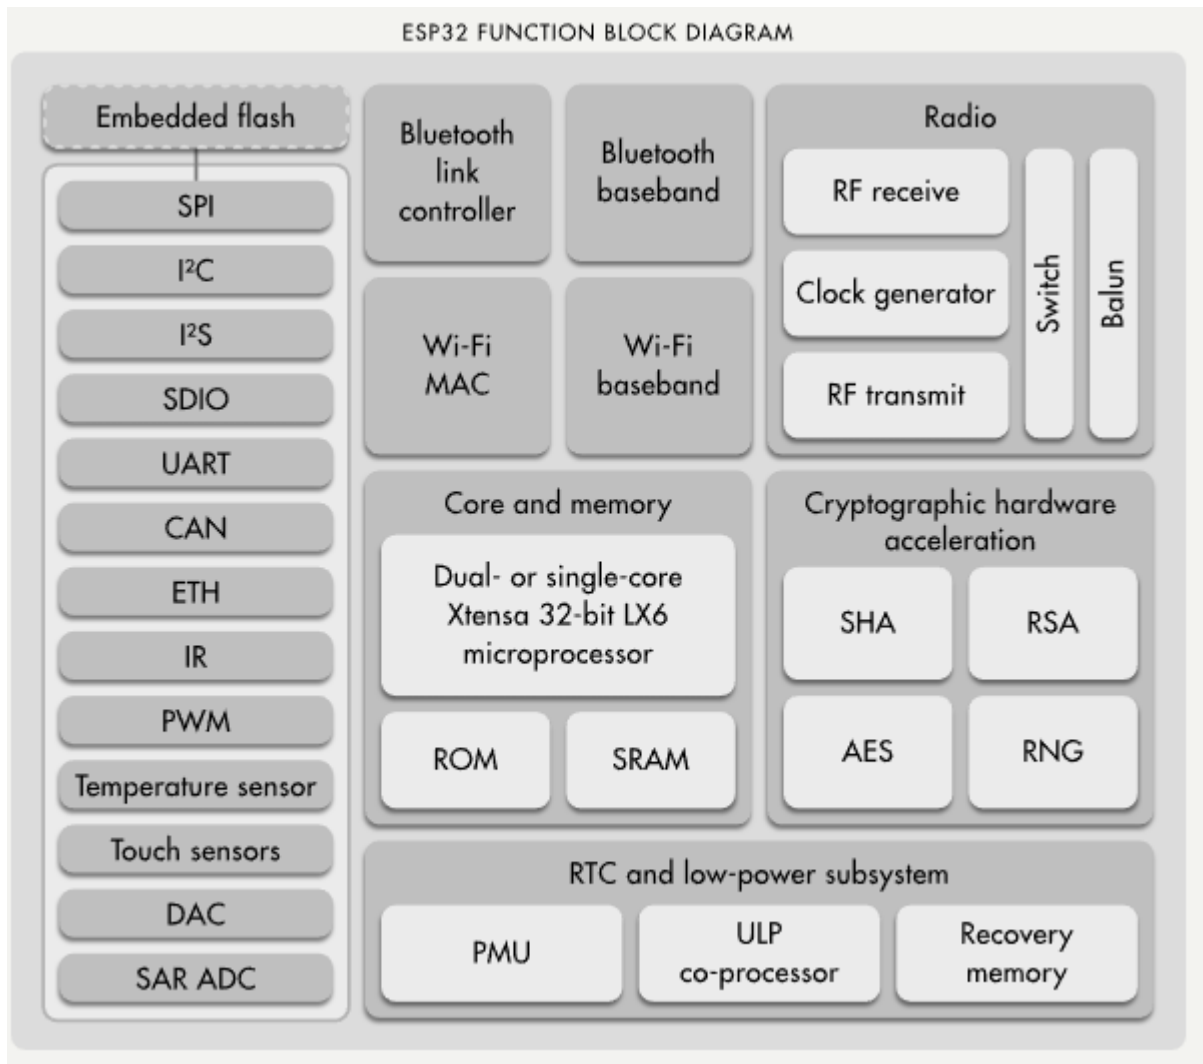 ESP32 FUNCTION BLOCK DIAGRAM
Embedded flash
SPI
I²C
I²S
SDIO
UART
CAN
ETH
IR
PWM
Temperature sensor
Touch sensors
DAC
SAR ADC
Bluetooth
link
controller
Bluetooth
baseband
Wi-Fi
MAC
Wi-Fi
baseband
Radio
RF receive
Clock generator
RF transmit
Switch
Balun
Core and memory
Dual- or single-core
Xtensa 32-bit LX6
microprocessor
ROM
SRAM
Cryptographic hardware
acceleration
SHA
RSA
AES
RNG
RTC and low-power subsystem
PMU
ULP
co-processor
Recovery
memory